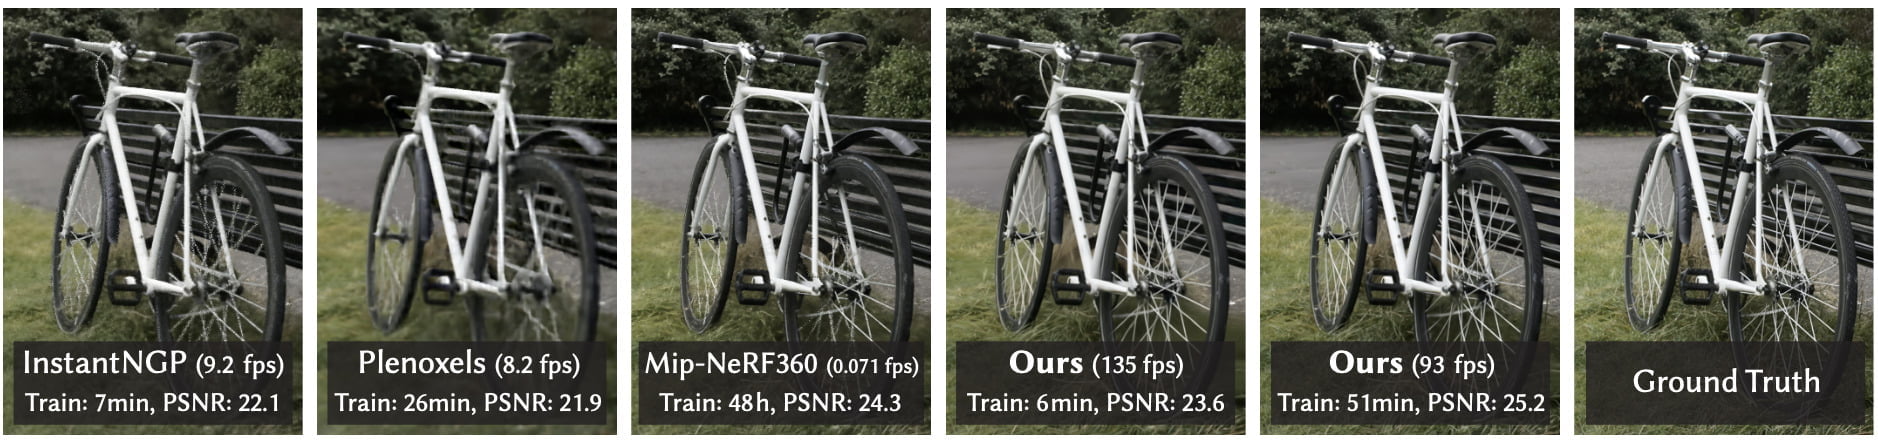 InstantNGP (9.2 fps)
Train: 7min, PSNR: 22.1
Plenoxels (8.2 fps)
Train: 26min, PSNR: 21.9
Mip-NeRF360 (0.071 fps)
Train: 48h, PSNR: 24.3
Ours (135 fps)
Train: 6min, PSNR: 23.6
Ours (93 fps)
Train: 51min, PSNR: 25.2
Ground Truth